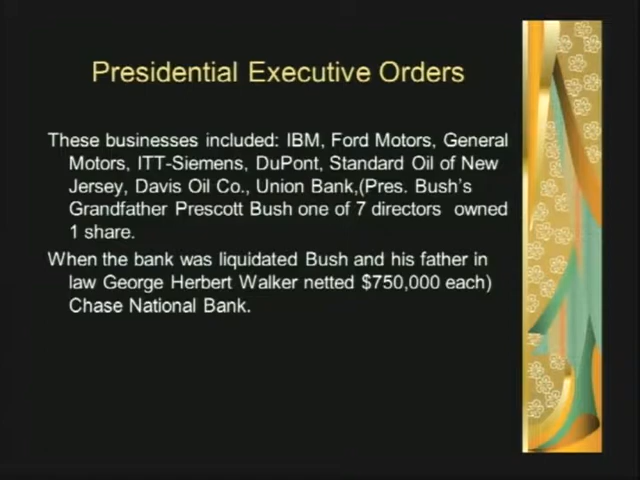 Presidential Executive Orders
These businesses included: IBM, Ford Motors, General
Motors, ITT-Siemens, DuPont, Standard Oil of New
Jersey, Davis Oil Co., Union Bank,(Pres. Bush's
Grandfather Prescott Bush one of 7 directors owned
1 share.
When the bank was liquidated Bush and his father in
law George Herbert Walker netted $750,000 each)
Chase National Bank.